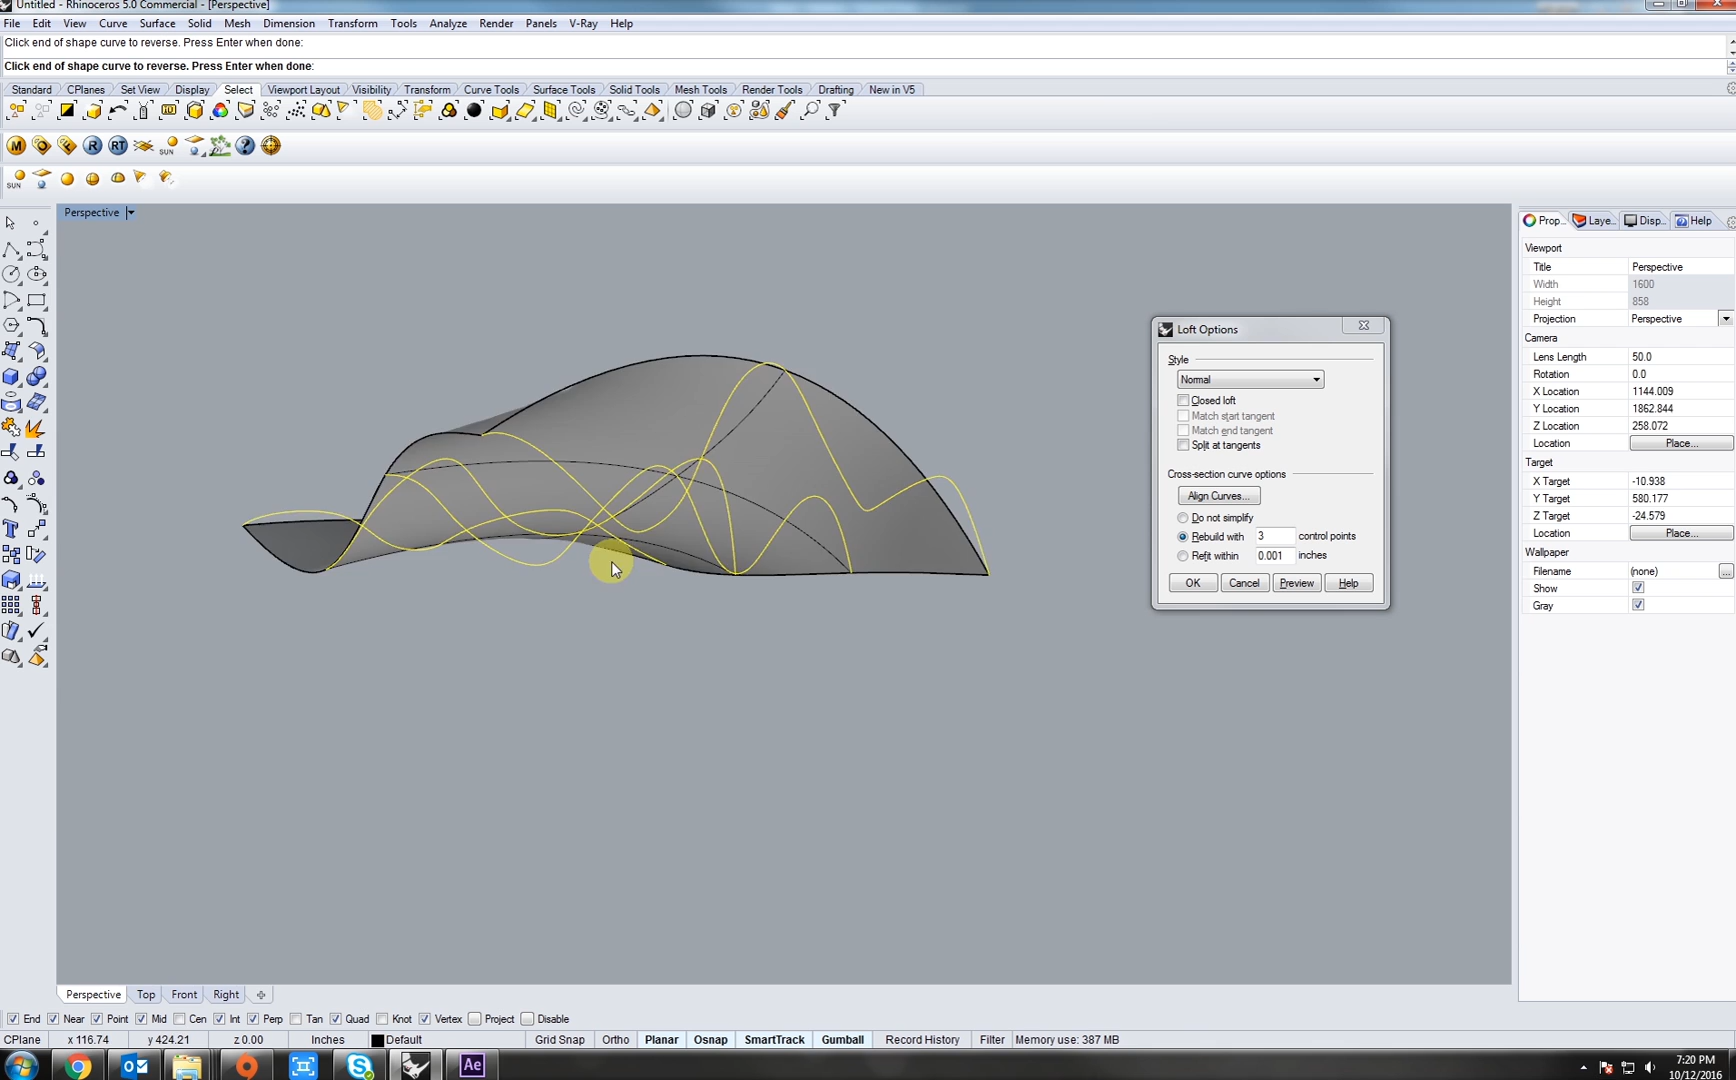 Untitled - Rhinoceros 5.0 Commercial - [Perspective]
File Edit View Curve Surface Solid Mesh Dimension Transform Tools Analyze Render Panels V-Ray Help
Click end of shape curve to reverse. Press Enter when done:
Click end of shape curve to reverse. Press Enter when done:
Standard CPlanes Set View Display Select Viewport Layout Visibility Transform Curve Tools Surface Tools Solid Tools Mesh Tools Render Tools Drafting New in V5
M O R RT SUN
SUN
Perspective
Prop... Laye... Disp... Help
Viewport
Title Perspective
Width 1600
Height 858
Projection Perspective
Camera
Lens Length 50.0
Rotation 0.0
X Location 1144.009
Y Location 1862.844
Z Location 258.072
Location Place...
Target
X Target -10.938
Y Target 580.177
Z Target -24.579
Location Place...
Wallpaper
Filename (none) ...
Show
Gray
Loft Options
Style
Normal
Closed loft
Match start tangent
Match end tangent
Split at tangents
Cross-section curve options
Align Curves...
Do not simplify
Rebuild with 3 control points
Refit within 0.001 inches
OK Cancel Preview Help
Perspective Top Front Right
End Near Point Mid Cen Int Perp Tan Quad Knot Vertex Project Disable
CPlane x 116.74 y 424.21 z 0.00 Inches Default Grid Snap Ortho Planar Osnap SmartTrack Gumball Record History Filter Memory use: 387 MB
Ae
7:20 PM
10/12/2016